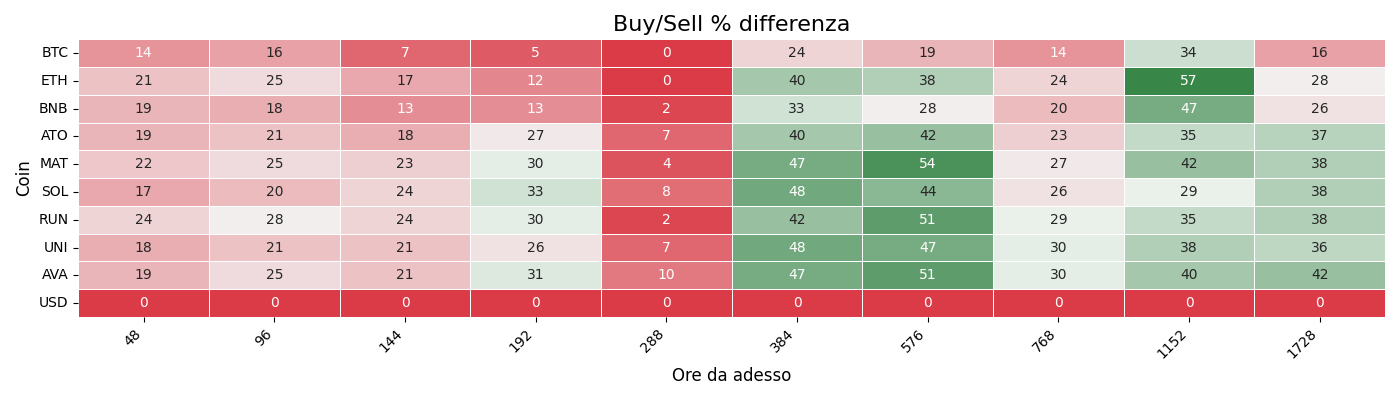 Buy/Sell % differenza
Coin
BTC 14 16 7 5 0 24 19 14 34 16
ETH 21 25 17 12 0 40 38 24 57 28
BNB 19 18 13 13 2 33 28 20 47 26
ATO 19 21 18 27 7 40 42 23 35 37
MAT 22 25 23 30 4 47 54 27 42 38
SOL 17 20 24 33 8 48 44 26 29 38
RUN 24 28 24 30 2 42 51 29 35 38
UNI 18 21 21 26 7 48 47 30 38 36
AVA 19 25 21 31 10 47 51 30 40 42
USD 0 0 0 0 0 0 0 0 0 0
48 96 144 192 288 384 576 768 1152 1728
Ore da adesso